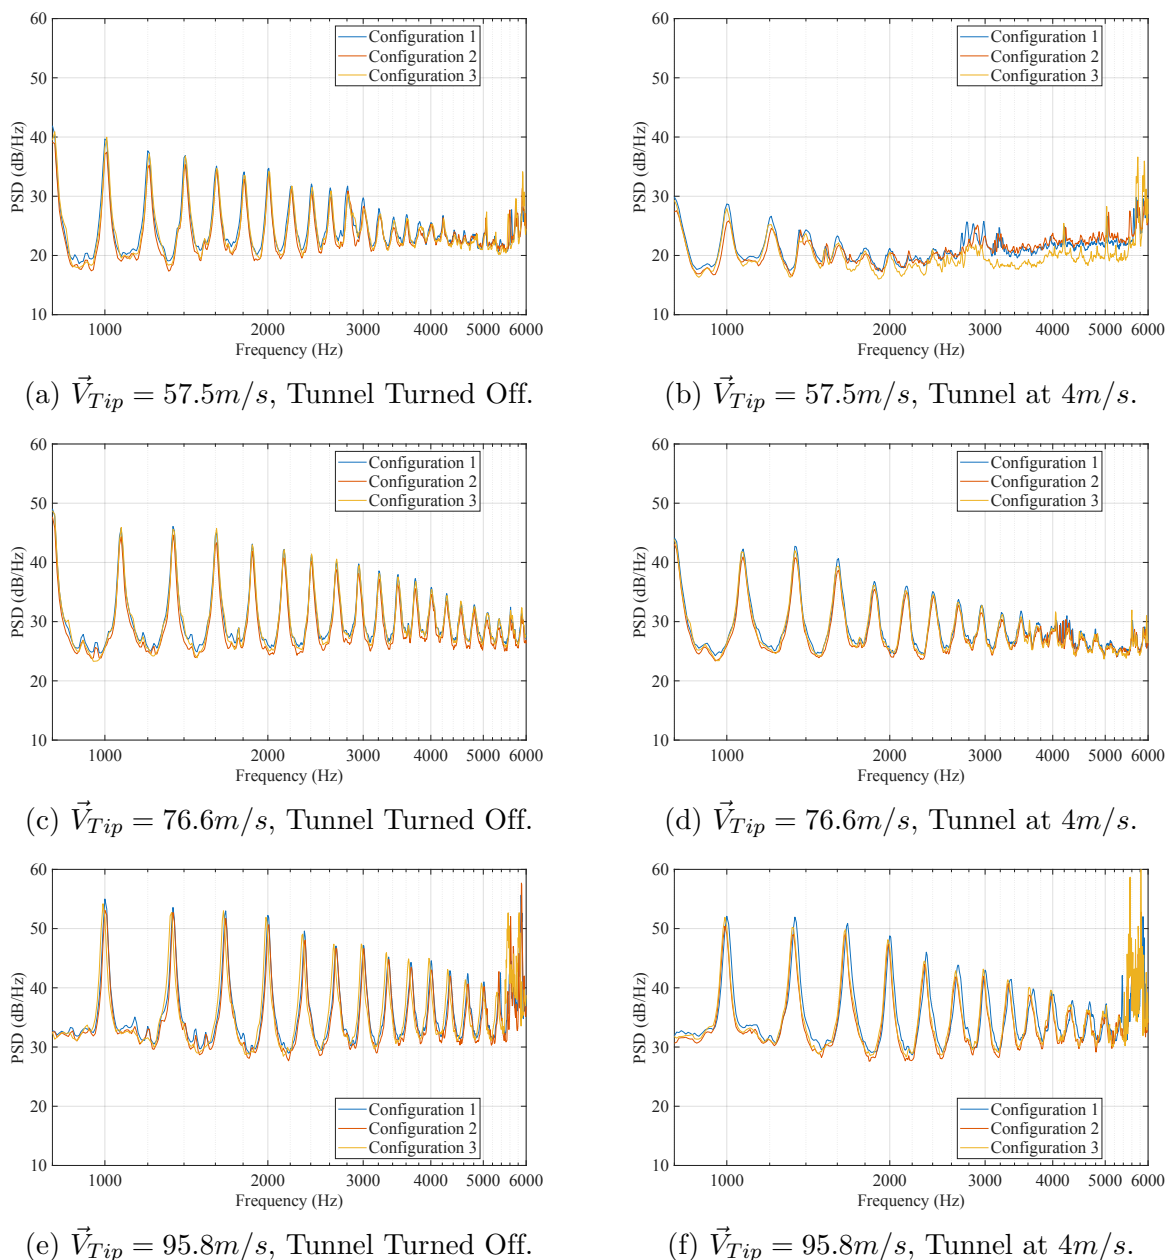 60
50
40
30
20
10
PSD (dB/Hz)
Configuration 1
Configuration 2
Configuration 3
1000 2000 3000 4000 5000 6000
Frequency (Hz)
(a) V⃗_Tip = 57.5m/s, Tunnel Turned Off.
60
50
40
30
20
10
PSD (dB/Hz)
Configuration 1
Configuration 2
Configuration 3
1000 2000 3000 4000 5000 6000
Frequency (Hz)
(b) V⃗_Tip = 57.5m/s, Tunnel at 4m/s.
60
50
40
30
20
10
PSD (dB/Hz)
Configuration 1
Configuration 2
Configuration 3
1000 2000 3000 4000 5000 6000
Frequency (Hz)
(c) V⃗_Tip = 76.6m/s, Tunnel Turned Off.
60
50
40
30
20
10
PSD (dB/Hz)
Configuration 1
Configuration 2
Configuration 3
1000 2000 3000 4000 5000 6000
Frequency (Hz)
(d) V⃗_Tip = 76.6m/s, Tunnel at 4m/s.
60
50
40
30
20
10
PSD (dB/Hz)
Configuration 1
Configuration 2
Configuration 3
1000 2000 3000 4000 5000 6000
Frequency (Hz)
(e) V⃗_Tip = 95.8m/s, Tunnel Turned Off.
60
50
40
30
20
10
PSD (dB/Hz)
Configuration 1
Configuration 2
Configuration 3
1000 2000 3000 4000 5000 6000
Frequency (Hz)
(f) V⃗_Tip = 95.8m/s, Tunnel at 4m/s.